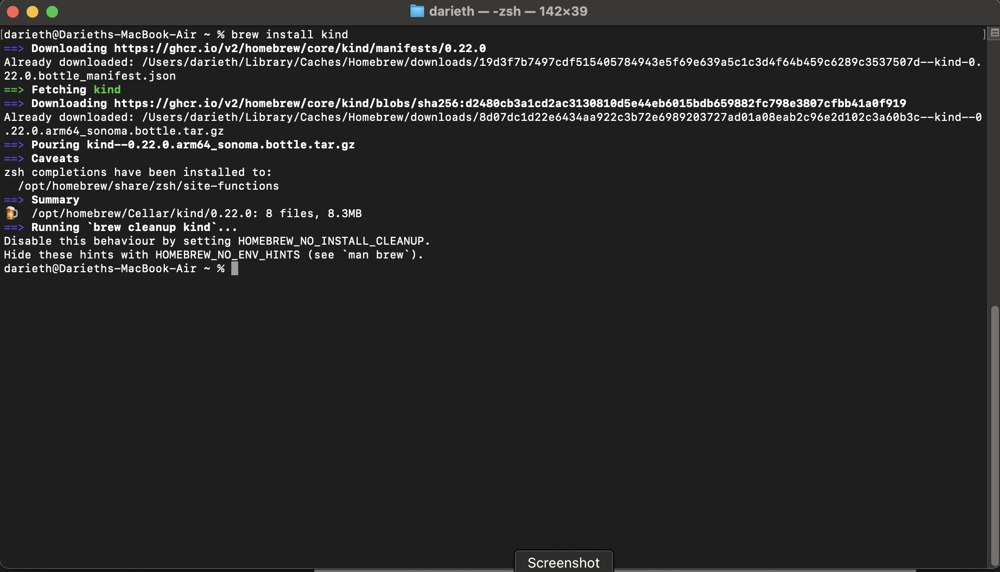 darieth — -zsh — 142×39
[darieth@Darieths-MacBook-Air ~ % brew install kind ]
==> Downloading https://ghcr.io/v2/homebrew/core/kind/manifests/0.22.0
Already downloaded: /Users/darieth/Library/Caches/Homebrew/downloads/19d3f7b7497cdf515405784943e5f69e639a5c1c3d4f64b459c6289c3537507d--kind-0.
22.0.bottle_manifest.json
==> Fetching kind
==> Downloading https://ghcr.io/v2/homebrew/core/kind/blobs/sha256:d2480cb3a1cd2ac3130810d5e44eb6015bdb659882fc798e3807cfbb41a0f919
Already downloaded: /Users/darieth/Library/Caches/Homebrew/downloads/8d07dc1d22e6434aa922c3b72e6989203727ad01a08eab2c96e2d102c3a60b3c--kind--0
.22.0.arm64_sonoma.bottle.tar.gz
==> Pouring kind--0.22.0.arm64_sonoma.bottle.tar.gz
==> Caveats
zsh completions have been installed to:
  /opt/homebrew/share/zsh/site-functions
==> Summary
🍺  /opt/homebrew/Cellar/kind/0.22.0: 8 files, 8.3MB
==> Running `brew cleanup kind`...
Disable this behaviour by setting HOMEBREW_NO_INSTALL_CLEANUP.
Hide these hints with HOMEBREW_NO_ENV_HINTS (see `man brew`).
darieth@Darieths-MacBook-Air ~ %
Screenshot